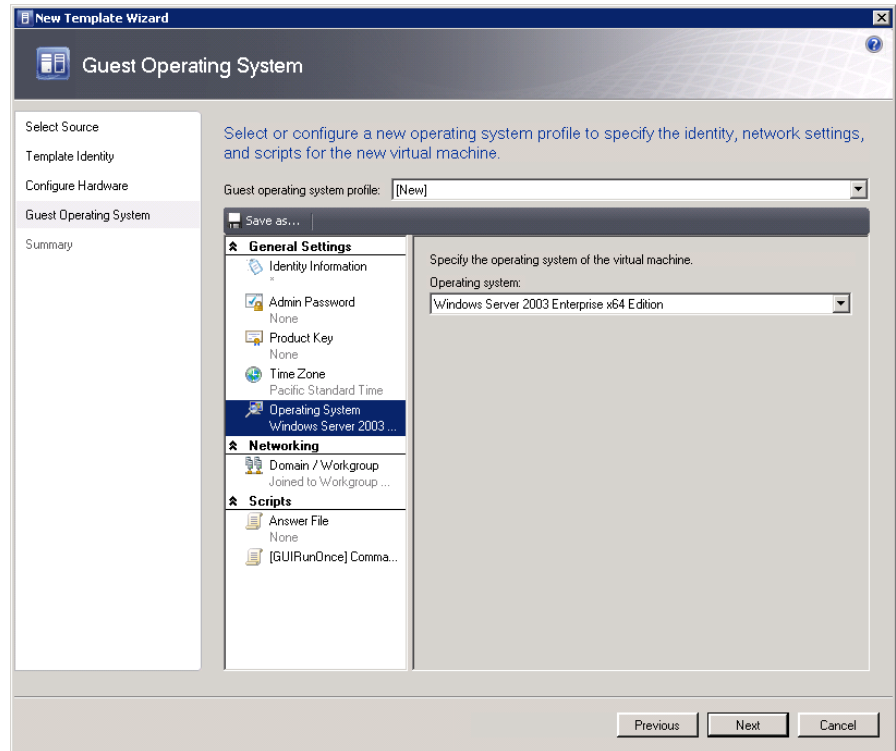 New Template Wizard
Guest Operating System
Select Source
Template Identity
Configure Hardware
Guest Operating System
Summary
Select or configure a new operating system profile to specify the identity, network settings,
and scripts for the new virtual machine.
Guest operating system profile: [New]
Save as...
General Settings
Identity Information
*
Admin Password
None
Product Key
None
Time Zone
Pacific Standard Time
Operating System
Windows Server 2003 ...
Networking
Domain / Workgroup
Joined to Workgroup ...
Scripts
Answer File
None
[GUIRunOnce] Comma...
Specify the operating system of the virtual machine.
Operating system:
Windows Server 2003 Enterprise x64 Edition
Previous
Next
Cancel